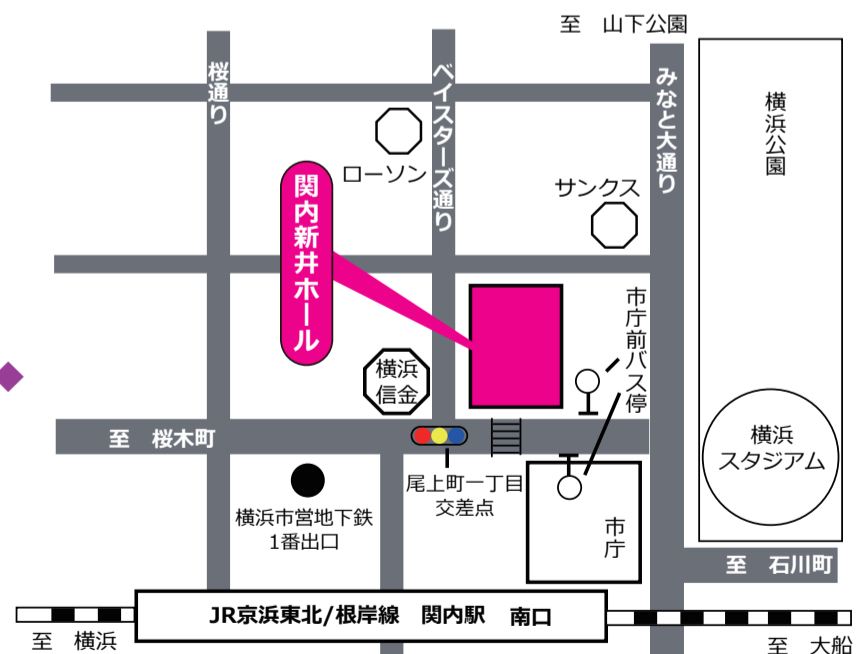 至　山下公園
桜通り
ベイスターズ通り
みなと大通り
横浜公園
ローソン
サンクス
関内新井ホール
市庁前バス停
横浜
信金
至　桜木町
横浜
スタジアム
尾上町一丁目
交差点
横浜市営地下鉄
1番出口
市庁
至　石川町
JR京浜東北/根岸線　関内駅　南口
至　横浜
至　大船